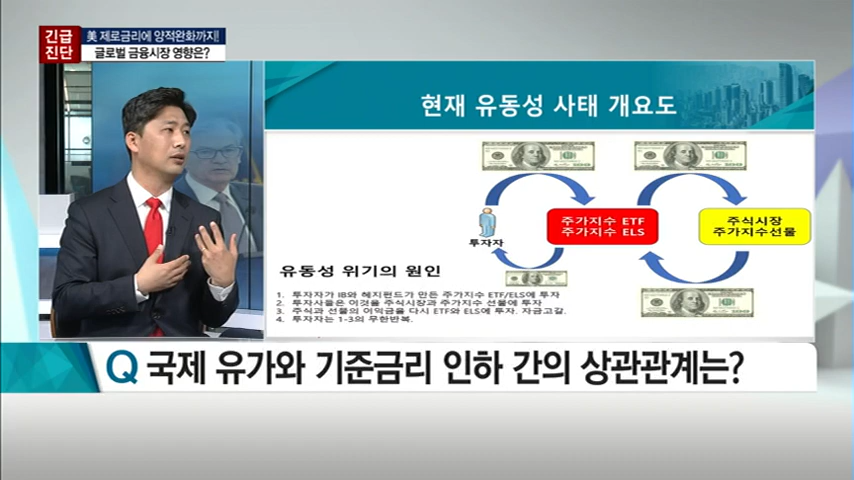 긴급
진단
美 제로금리에 양적완화까지!
글로벌 금융시장 영향은?
현재 유동성 사태 개요도
투자자
주가지수 ETF
주가지수 ELS
주식시장
주가지수선물
유동성 위기의 원인
1. 투자자가 IB와 헤지펀드가 만든 주가지수 ETF/ELS에 투자
2. 투자사들은 이것을 주식시장과 주가지수 선물에 투자
3. 주식과 선물의 이익금을 다시 ETF와 ELS에 투자. 자금고갈.
4. 투자자는 1-3의 무한반복.
Q 국제 유가와 기준금리 인하 간의 상관관계는?